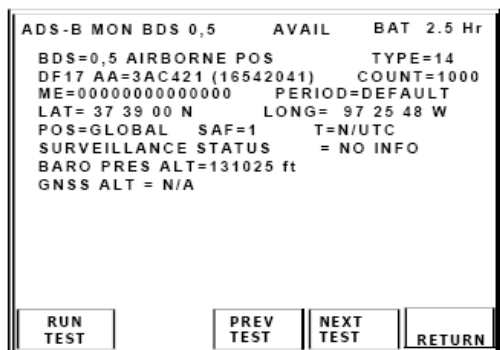 ADS-B MON BDS 0,5 AVAIL BAT 2.5 Hr
BDS=0,5 AIRBORNE POS TYPE=14
DF17 AA=3AC421 (16542041) COUNT=1000
ME=00000000000000 PERIOD=DEFAULT
LAT= 37 39 00 N LONG= 97 25 48 W
POS=GLOBAL SAF=1 T=N/UTC
SURVEILLANCE STATUS = NO INFO
BARO PRES ALT=131025 ft
GNSS ALT = N/A
RUN TEST
PREV TEST
NEXT TEST
RETURN